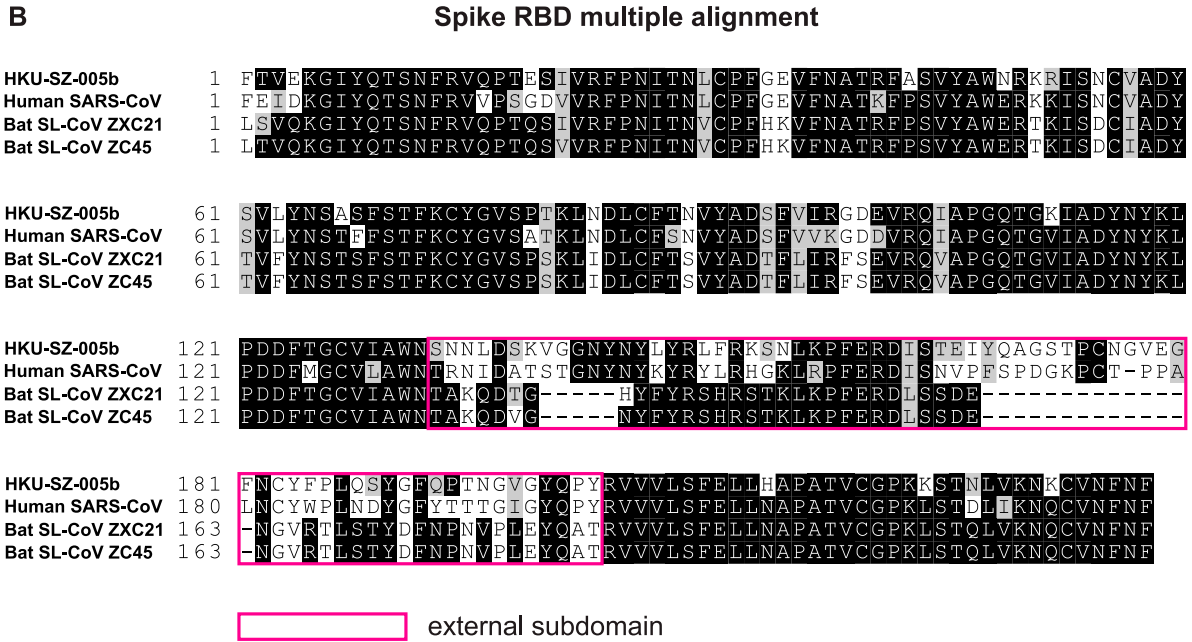 B Spike RBD multiple alignment
HKU-SZ-005b 1 FTVEKGIYQTSNFRVQPTESIVRFPNITNLCPFGEVFNATRFASVYAWNRKRISNCVADY
Human SARS-CoV 1 FEIDKGIYQTSNFRVVPSGDVVRFPNITNLCPFGEVFNATKFPSVYAWERKKISNCVADY
Bat SL-CoV ZXC21 1 LSVQKGIYQTSNFRVQPTQSIVRFPNITNVCPFHKVFNATRFPSVYAWERTKISDCIADY
Bat SL-CoV ZC45 1 LTVQKGIYQTSNFRVQPTQSVVRFPNITNVCPFHKVFNATRFPSVYAWERTKISDCIADY
HKU-SZ-005b 61 SVLYNSASFSTFKCYGVSPTKLNDLCFTNVYADSFVIRGDEVRQIAPGQTGKIADYNYKL
Human SARS-CoV 61 SVLYNSTFFSTFKCYGVSATKLNDLCFSNVYADSFVVKGDDVRQIAPGQTGVIADYNYKL
Bat SL-CoV ZXC21 61 TVFYNSTSFSTFKCYGVSPSKLIDLCFTSVYADTFLIRFSEVRQVAPGQTGVIADYNYKL
Bat SL-CoV ZC45 61 TVFYNSTSFSTFKCYGVSPSKLIDLCFTSVYADTFLIRFSEVRQVAPGQTGVIADYNYKL
HKU-SZ-005b 121 PDDFTGCVIAWNSNNLDSKVGGNYNYLYRLFRKSNLKPFERDISTEIYQAGSTPCNGVEG
Human SARS-CoV 121 PDDFMGCVLAWNTRNIDATSTGNYNYKYRYLRHGKLRPFERDISNVPFSPDGKPCT-PPA
Bat SL-CoV ZXC21 121 PDDFTGCVIAWNTAKQDTG-----HYFYRSHRSTKLKPFERDLSSDE-------------
Bat SL-CoV ZC45 121 PDDFTGCVIAWNTAKQDVG-----NYFYRSHRSTKLKPFERDLSSDE-------------
HKU-SZ-005b 181 FNCYFPLQSYGFQPTNGVGYQPYRVVVLSFELLHAPATVCGPKKSTNLVKNKCVNFNF
Human SARS-CoV 180 LNCYWPLNDYGFYTTTGIGYQPYRVVVLSFELLNAPATVCGPKLSTDLIKNQCVNFNF
Bat SL-CoV ZXC21 163 -NGVRTLSTYDFNPNVPLEYQATRVVVLSFELLNAPATVCGPKLSTQLVKNQCVNFNF
Bat SL-CoV ZC45 163 -NGVRTLSTYDFNPNVPLEYQATRVVVLSFELLNAPATVCGPKLSTQLVKNQCVNFNF
external subdomain